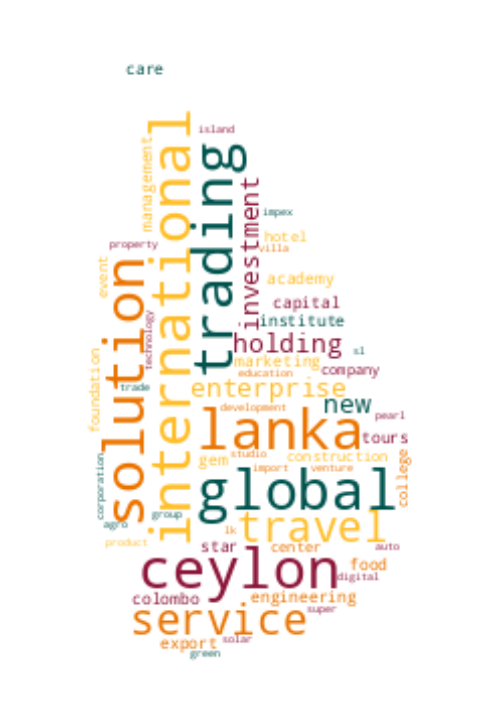 care
island
international
trading
management
investment
impex
hotel
villa
property
solution
event
academy
capital
institute
technology
holding
sl
marketing
company
education
foundation
trade
enterprise
new
development
pearl
lanka
tours
studio
gem
construction
import
venture
college
corporation
global
group
agro
travel
lk
product
star
center
auto
ceylon
food
digital
colombo
engineering
super
service
export
solar
green